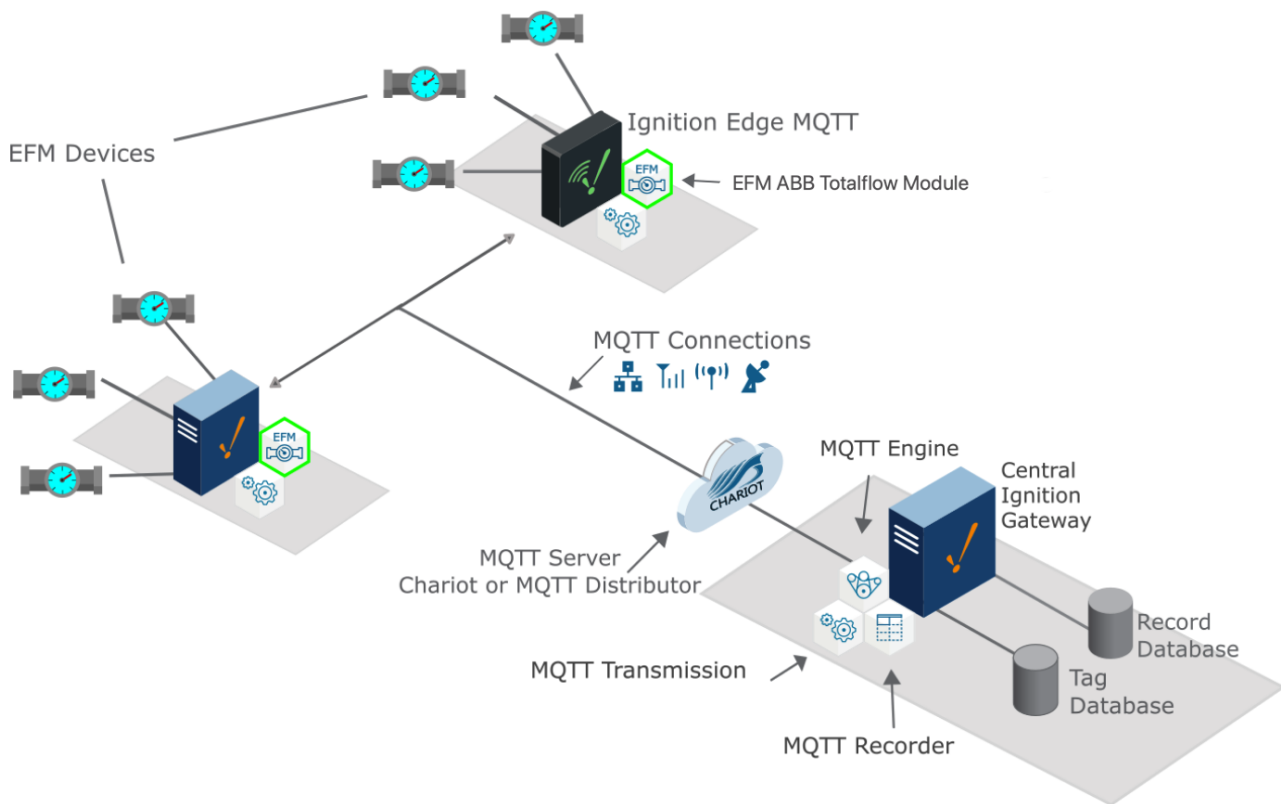 Ignition Edge MQTT
EFM Devices
EFM
EFM ABB Totalflow Module
MQTT Connections
EFM
MQTT Engine
CHARIOT
Central
Ignition
Gateway
MQTT Server
Chariot or MQTT Distributor
Record
Database
MQTT Transmission
Tag
Database
MQTT Recorder